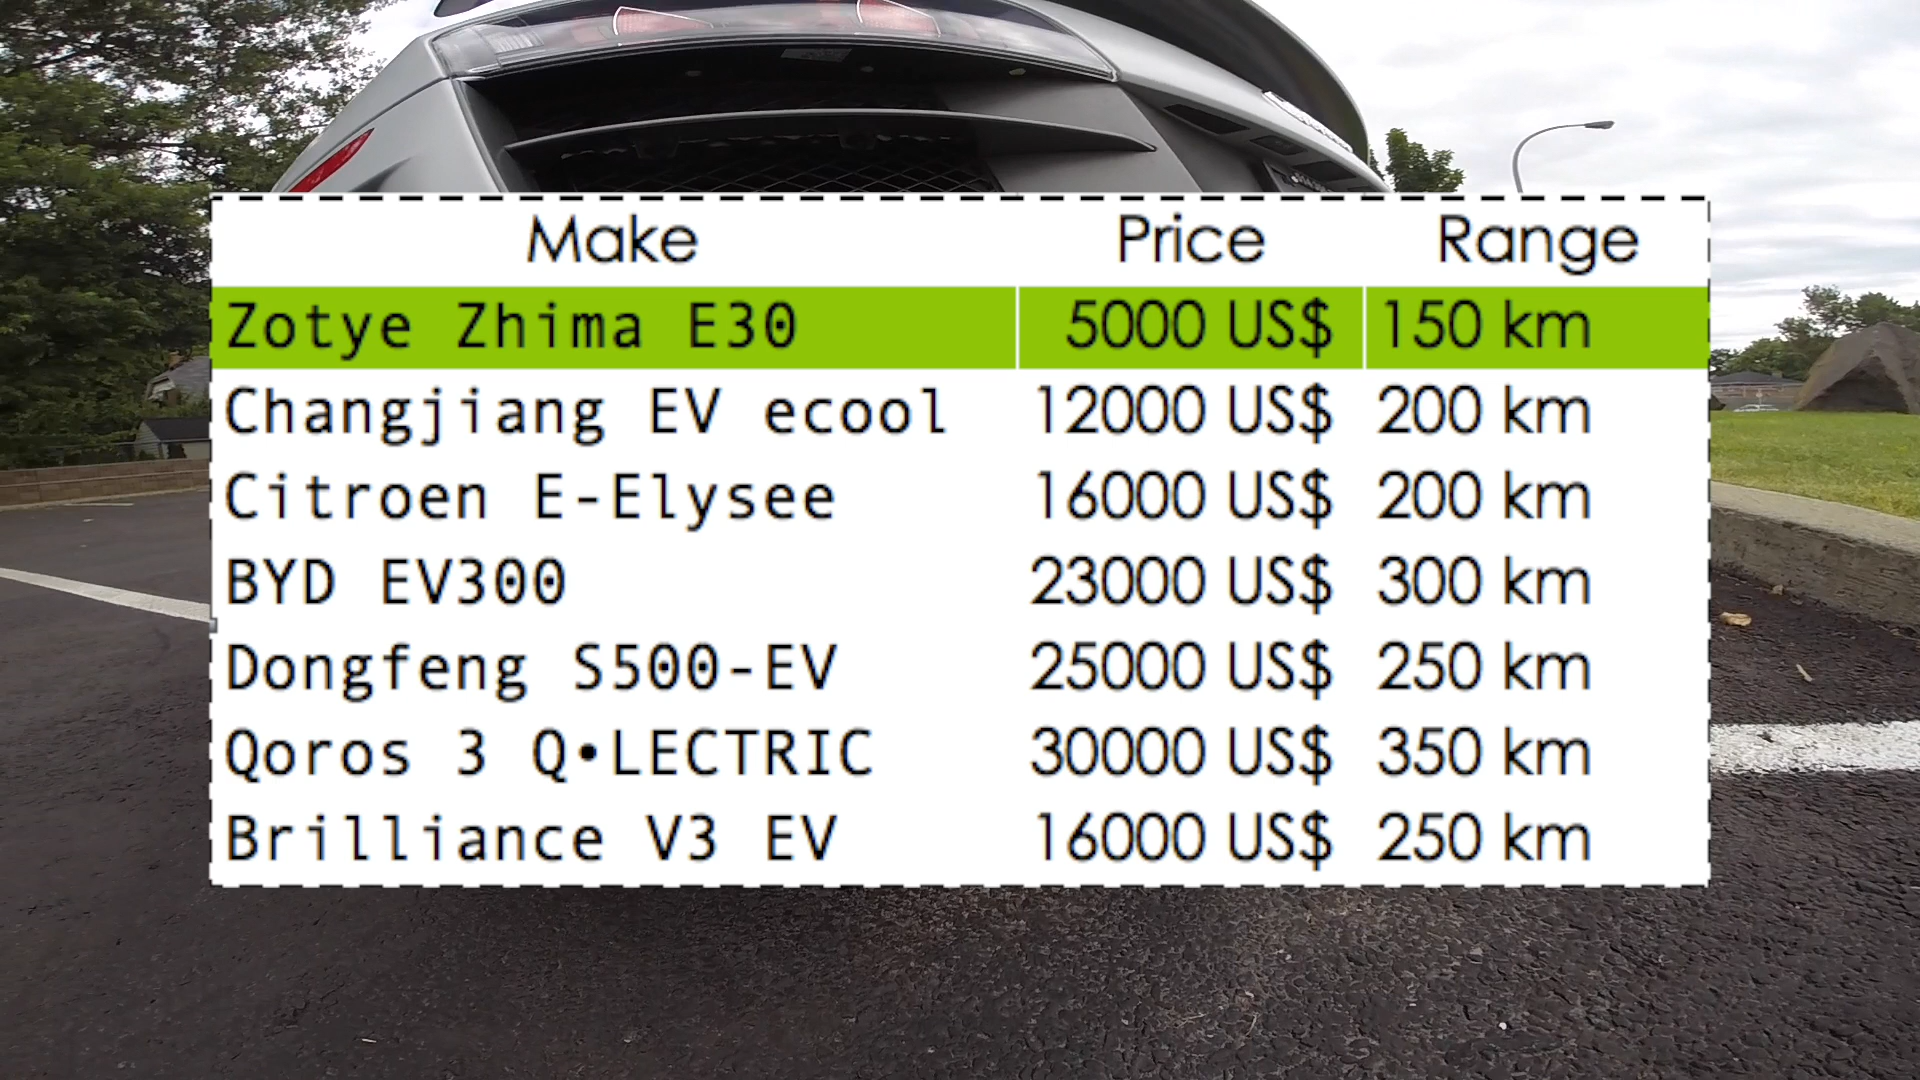 Make Price Range
Zotye Zhima E30 5000 US$ 150 km
Changjiang EV ecool 12000 US$ 200 km
Citroen E-Elysee 16000 US$ 200 km
BYD EV300 23000 US$ 300 km
Dongfeng S500-EV 25000 US$ 250 km
Qoros 3 Q•LECTRIC 30000 US$ 350 km
Brilliance V3 EV 16000 US$ 250 km